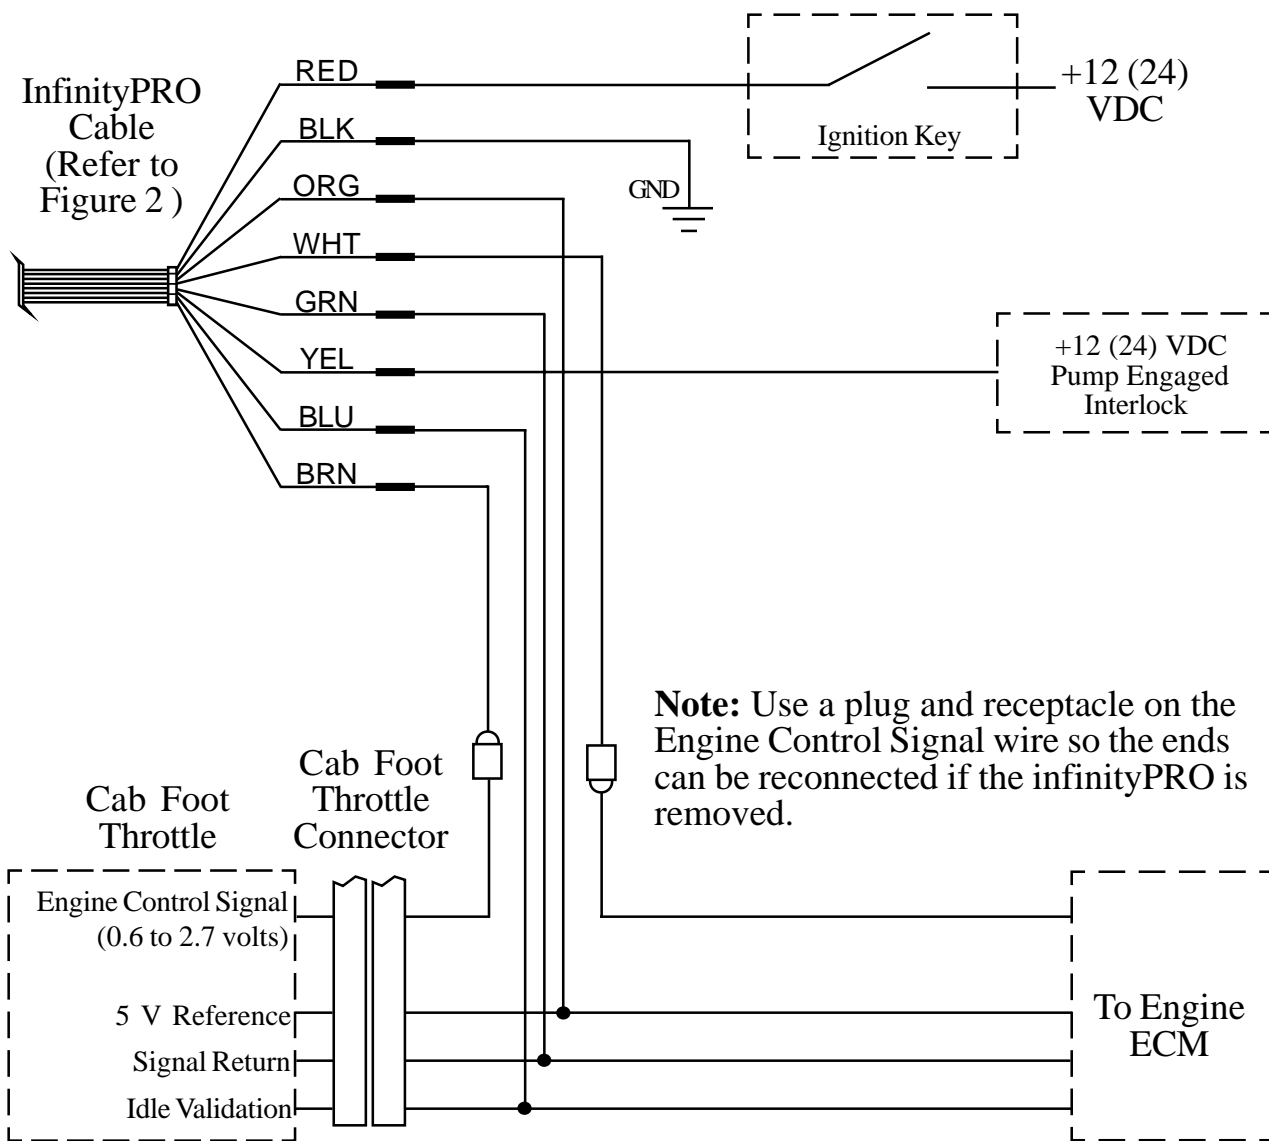 InfinityPRO
Cable
(Refer to
Figure 2 )
RED
BLK
ORG
WHT
GRN
YEL
BLU
BRN
Ignition Key
+12 (24)
VDC
GND
+12 (24) VDC
Pump Engaged
Interlock
Note: Use a plug and receptacle on the
Engine Control Signal wire so the ends
can be reconnected if the infinityPRO is
removed.
Cab Foot
Throttle
Cab Foot
Throttle
Connector
Engine Control Signal
(0.6 to 2.7 volts)
5 V Reference
Signal Return
Idle Validation
To Engine
ECM